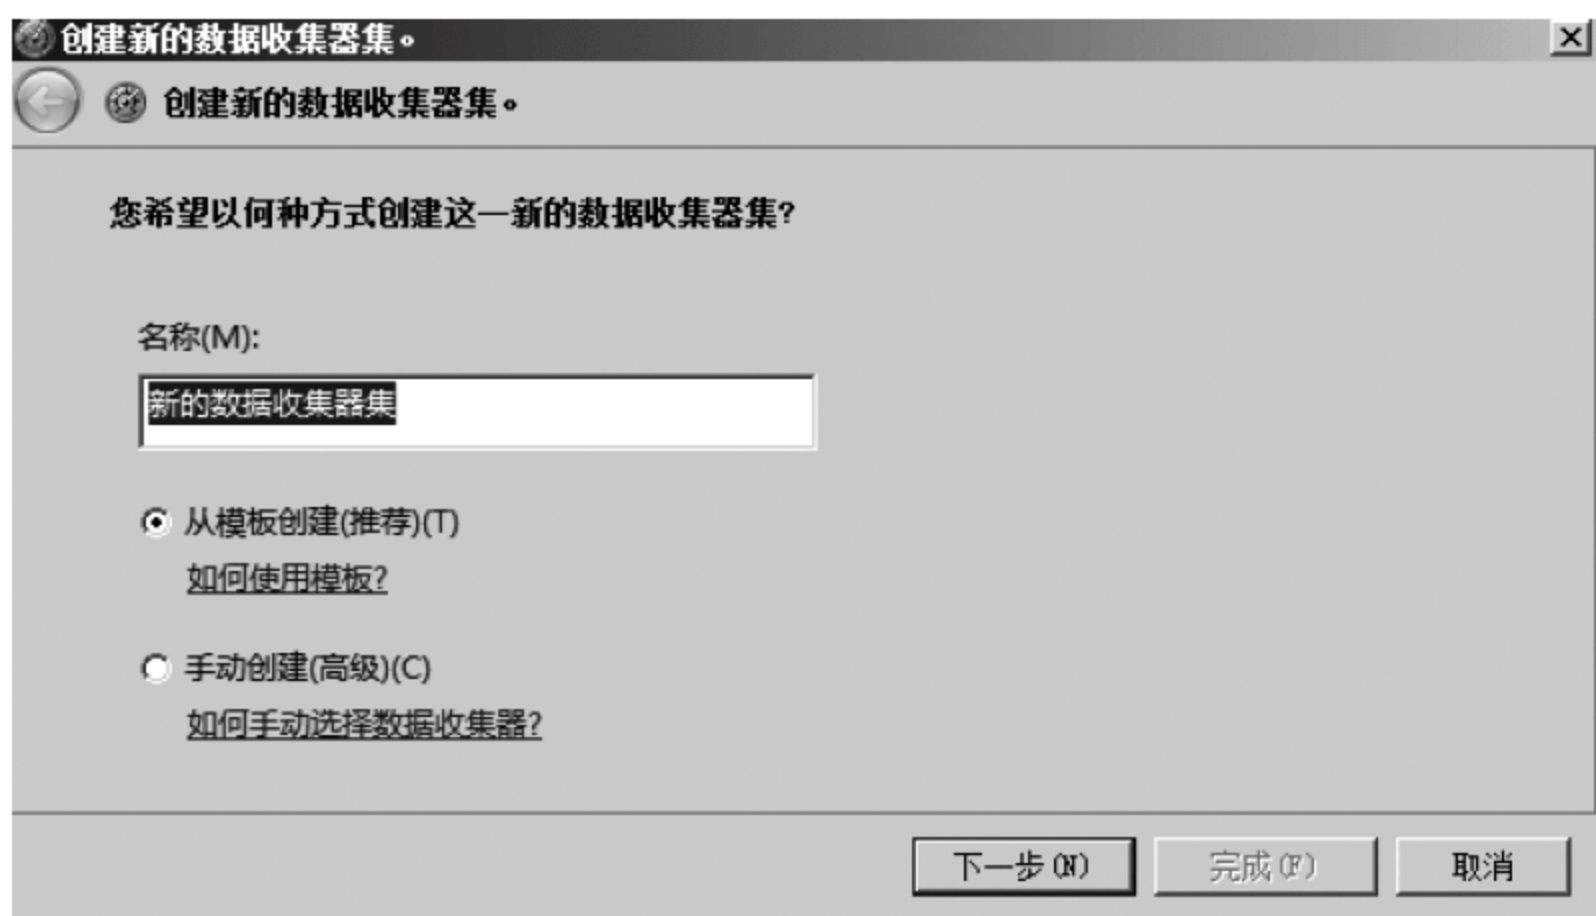 创建新的数据收集器集。
创建新的数据收集器集。
您希望以何种方式创建这一新的数据收集器集?
名称(M):
新的数据收集器集
从模板创建(推荐)(T)
如何使用模板?
手动创建(高级)(C)
如何手动选择数据收集器?
下一步(N) 完成(F) 取消